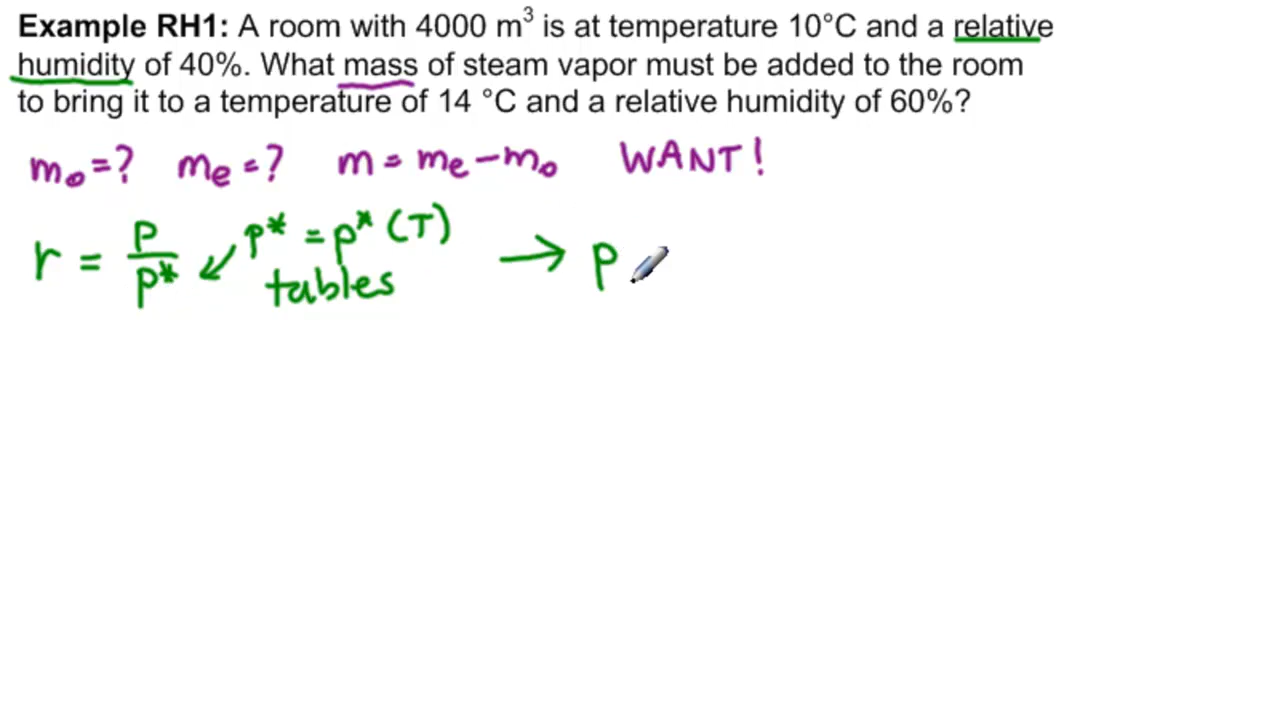 Example RH1: A room with 4000 m³ is at temperature 10°C and a relative
humidity of 40%. What mass of steam vapor must be added to the room
to bring it to a temperature of 14 °C and a relative humidity of 60%?
m₀=? mₑ=? m = mₑ-m₀ WANT!
r = p/p* ↙ p* = p* (T) → p
tables